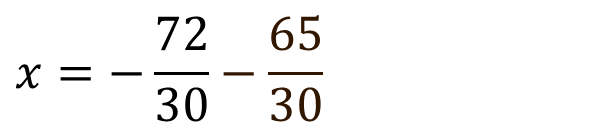 x = − 72/30 − 65/30